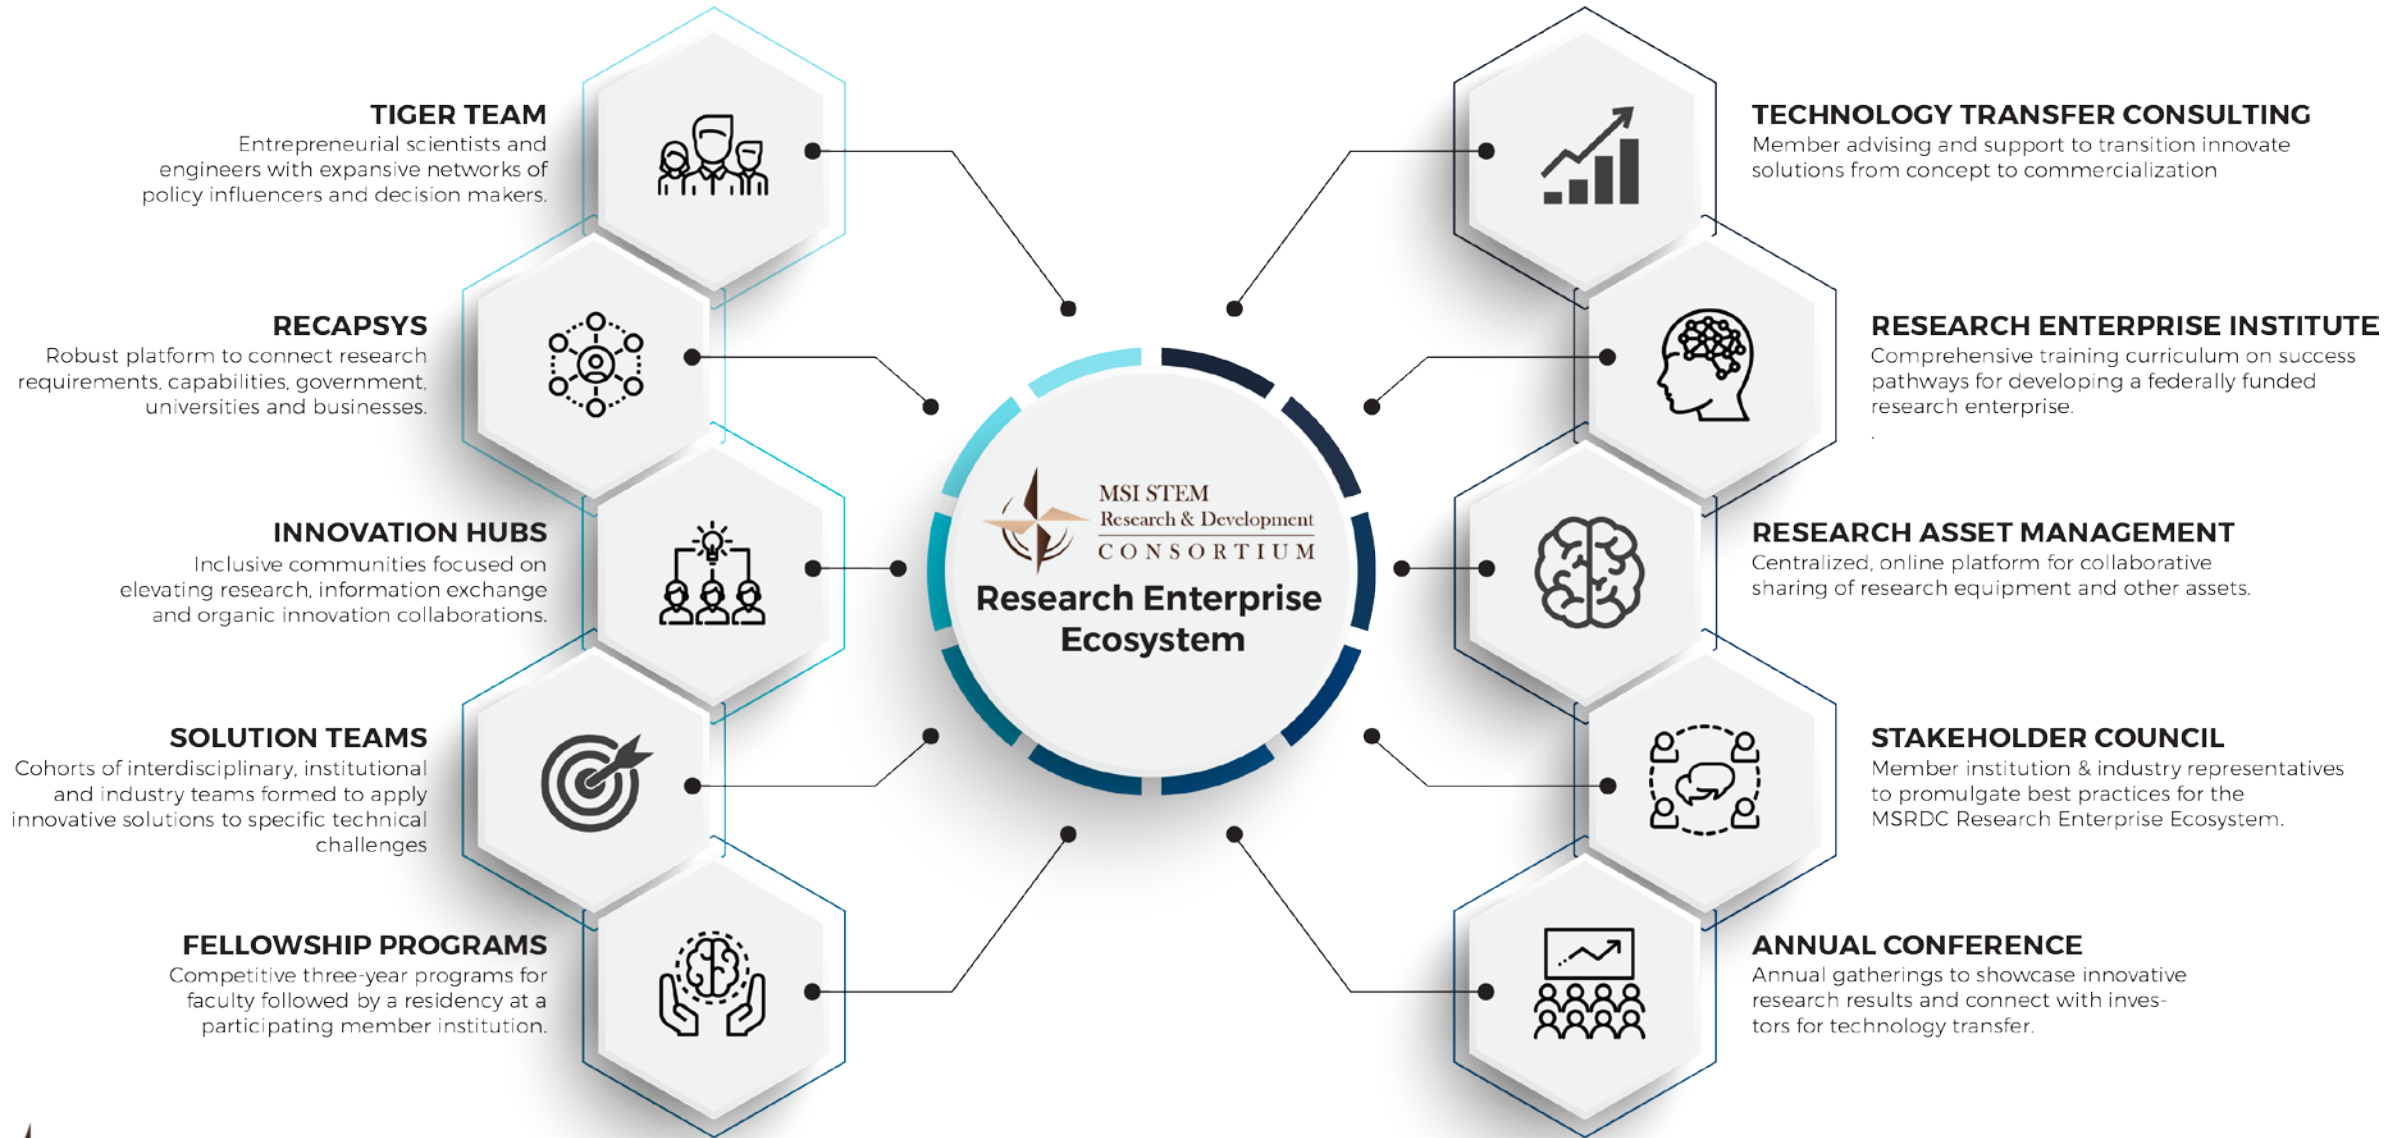 TIGER TEAM
Entrepreneurial scientists and
engineers with expansive networks of
policy influencers and decision makers.
RECAPSYS
Robust platform to connect research
requirements, capabilities, government,
universities and businesses.
INNOVATION HUBS
Inclusive communities focused on
elevating research, information exchange
and organic innovation collaborations.
SOLUTION TEAMS
Cohorts of interdisciplinary, institutional
and industry teams formed to apply
innovative solutions to specific technical
challenges
FELLOWSHIP PROGRAMS
Competitive three-year programs for
faculty followed by a residency at a
participating member institution.
MSI STEM
Research & Development
CONSORTIUM
Research Enterprise
Ecosystem
TECHNOLOGY TRANSFER CONSULTING
Member advising and support to transition innovate
solutions from concept to commercialization
RESEARCH ENTERPRISE INSTITUTE
Comprehensive training curriculum on success
pathways for developing a federally funded
research enterprise.
.
RESEARCH ASSET MANAGEMENT
Centralized, online platform for collaborative
sharing of research equipment and other assets.
STAKEHOLDER COUNCIL
Member institution & industry representatives
to promulgate best practices for the
MSRDC Research Enterprise Ecosystem.
ANNUAL CONFERENCE
Annual gatherings to showcase innovative
research results and connect with inves-
tors for technology transfer.